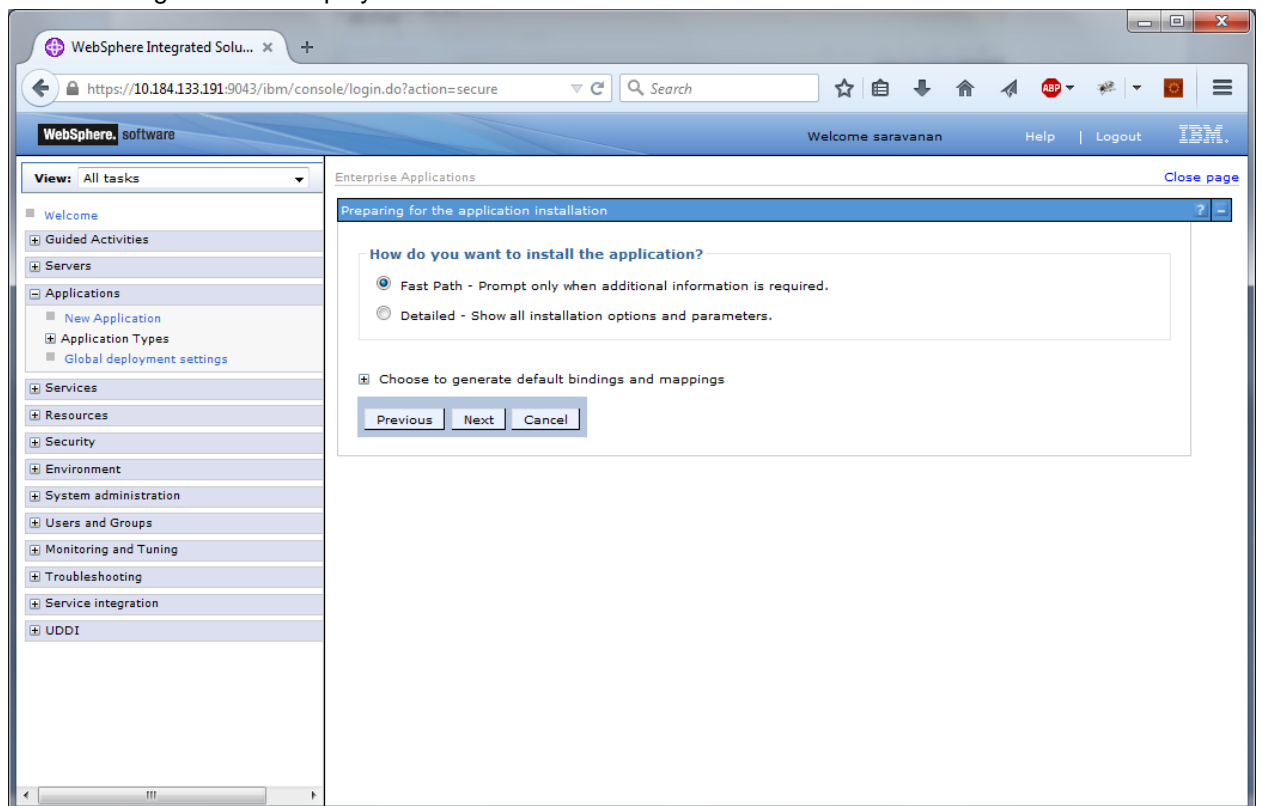 WebSphere Integrated Solu...
https://10.184.133.191:9043/ibm/console/login.do?action=secure
Search
ABP
WebSphere. software
Welcome saravanan
Help | Logout
IBM.
View: All tasks
Welcome
Guided Activities
Servers
Applications
New Application
Application Types
Global deployment settings
Services
Resources
Security
Environment
System administration
Users and Groups
Monitoring and Tuning
Troubleshooting
Service integration
UDDI
Enterprise Applications
Close page
Preparing for the application installation
How do you want to install the application?
Fast Path - Prompt only when additional information is required.
Detailed - Show all installation options and parameters.
Choose to generate default bindings and mappings
Previous Next Cancel